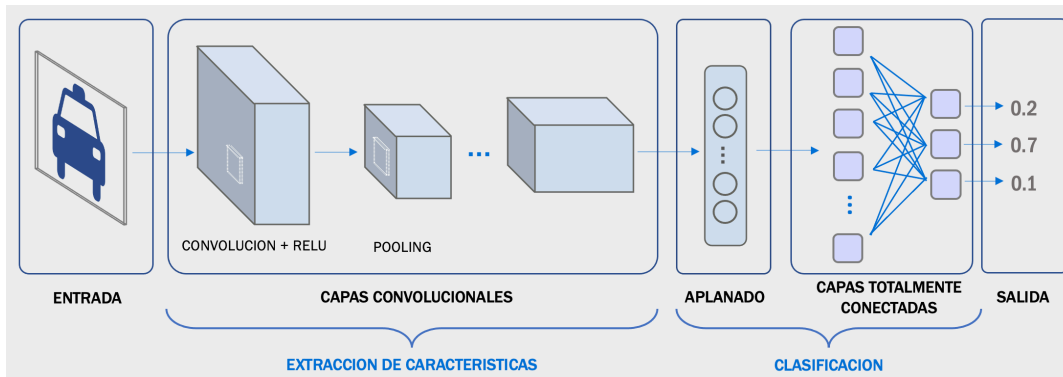 CONVOLUCION + RELU
POOLING
...
...
...
0.2
0.7
0.1
ENTRADA
CAPAS CONVOLUCIONALES
APLANADO
CAPAS TOTALMENTE
CONECTADAS
SALIDA
EXTRACCION DE CARACTERISTICAS
CLASIFICACION